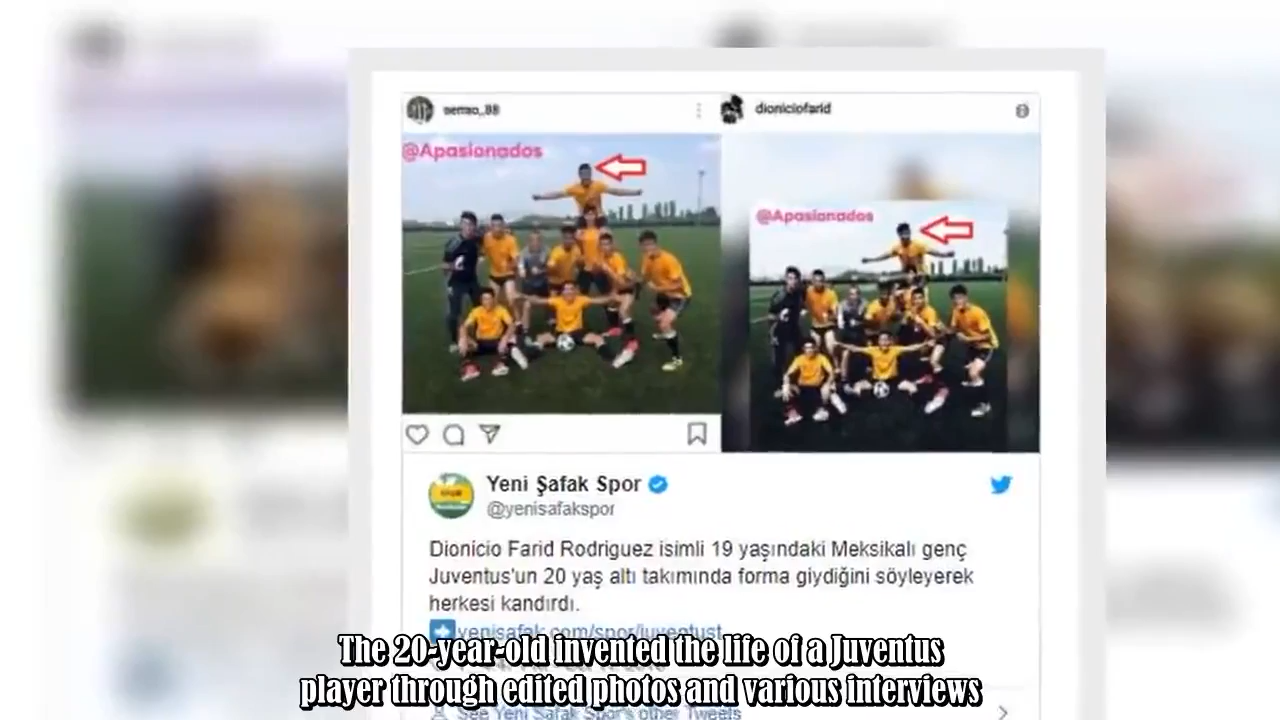 semso_88
dioniciofarid
@Apasionados
@Apasionados
Yeni Şafak Spor
@yenisafakspor
Dionicio Farid Rodriguez isimli 19 yaşındaki Meksikalı genç
Juventus'un 20 yaş altı takımında forma giydiğini söyleyerek
herkesi kandırdı.
yenisafak.com/spor/juventust
The 20-year-old invented the life of a Juventus
player through edited photos and various interviews
See Yeni Safak Spor's other Tweets